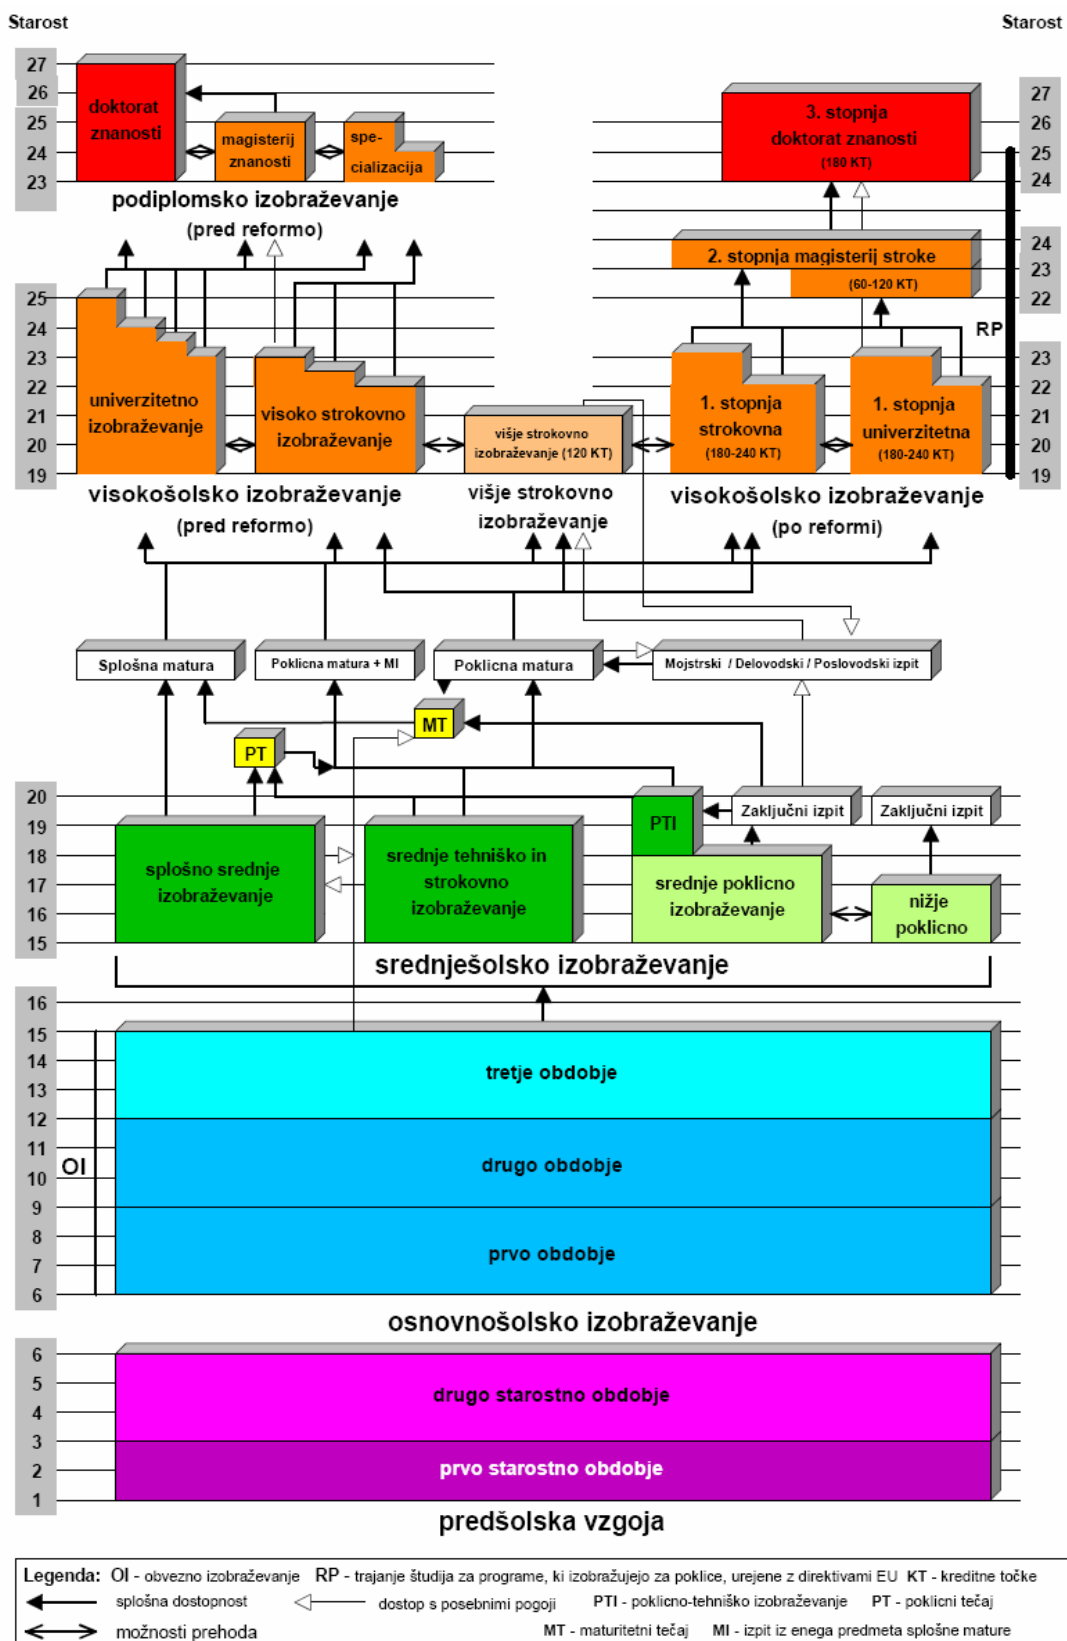 Starost
Starost
27
26
25
24
23
doktorat
znanosti
magisterij
znanosti
spe-
cializacija
podiplomsko izobraževanje
(pred reformo)
27
26
25
24
3. stopnja
doktorat znanosti
(180 KT)
24
23
22
2. stopnja magisterij stroke
(60-120 KT)
RP
25
24
23
22
21
20
19
univerzitetno
izobraževanje
visoko strokovno
izobraževanje
višje strokovno
izobraževanje (120 KT)
1. stopnja
strokovna
(180-240 KT)
1. stopnja
univerzitetna
(180-240 KT)
23
22
21
20
19
visokošolsko izobraževanje
(pred reformo)
višje strokovno
izobraževanje
visokošolsko izobraževanje
(po reformi)
Splošna matura
Poklicna matura + MI
Poklicna matura
Mojstrski / Delovodski / Poslovodski izpit
MT
PT
20
19
18
17
16
15
splošno srednje
izobraževanje
srednje tehniško in
strokovno
izobraževanje
PTI
Zaključni izpit
Zaključni izpit
srednje poklicno
izobraževanje
nižje
poklicno
srednješolsko izobraževanje
16
15
14
13
12
11
10
9
8
7
6
OI
tretje obdobje
drugo obdobje
prvo obdobje
osnovnošolsko izobraževanje
6
5
4
3
2
1
drugo starostno obdobje
prvo starostno obdobje
predšolska vzgoja
Legenda: OI - obvezno izobraževanje RP - trajanje študija za programe, ki izobražujejo za poklice, urejene z direktivami EU KT - kreditne točke
splošna dostopnost dostop s posebnimi pogoji PTI - poklicno-tehniško izobraževanje PT - poklicni tečaj
možnosti prehoda MT - maturitetni tečaj MI - izpit iz enega predmeta splošne mature